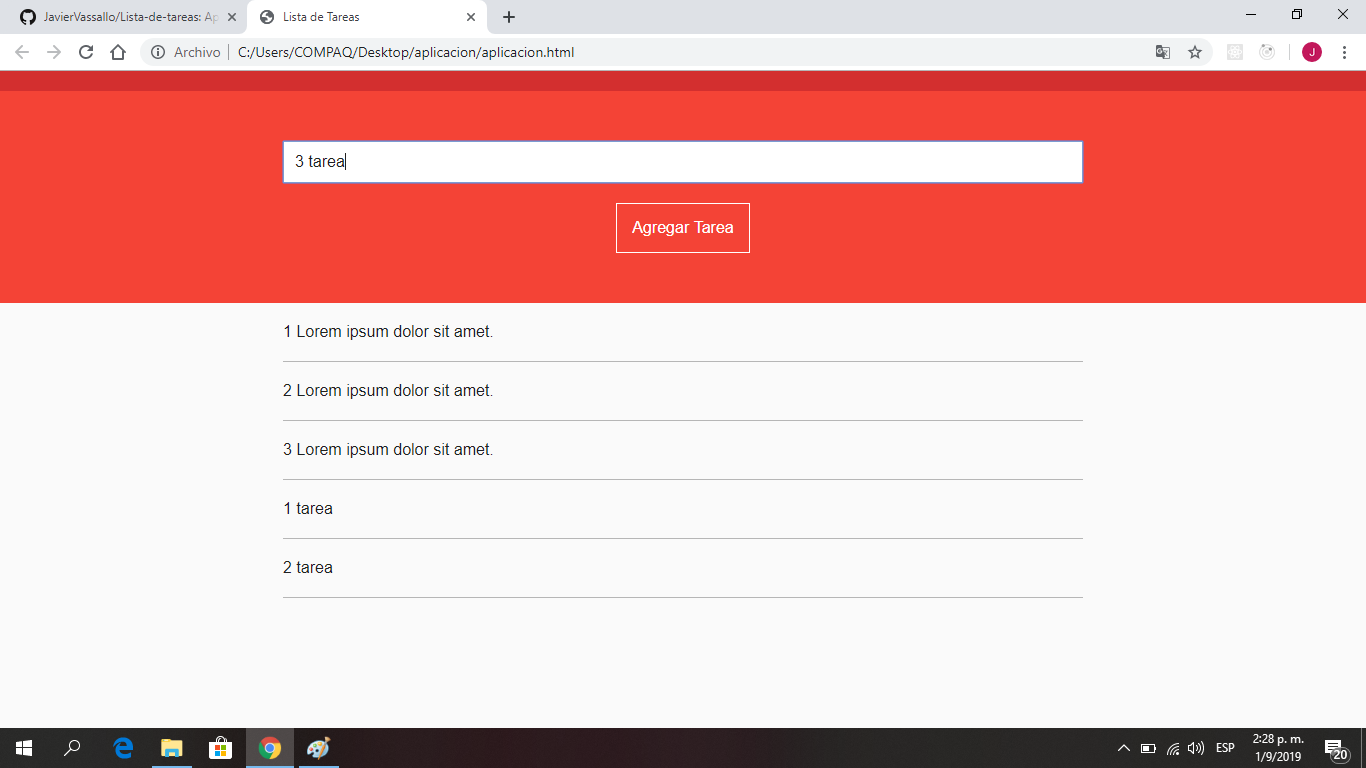 JavierVassallo/Lista-de-tareas: Ap
Lista de Tareas
Archivo C:/Users/COMPAQ/Desktop/aplicacion/aplicacion.html
J
3 tarea
Agregar Tarea
1 Lorem ipsum dolor sit amet.
2 Lorem ipsum dolor sit amet.
3 Lorem ipsum dolor sit amet.
1 tarea
2 tarea
ESP
2:28 p. m.
1/9/2019
20